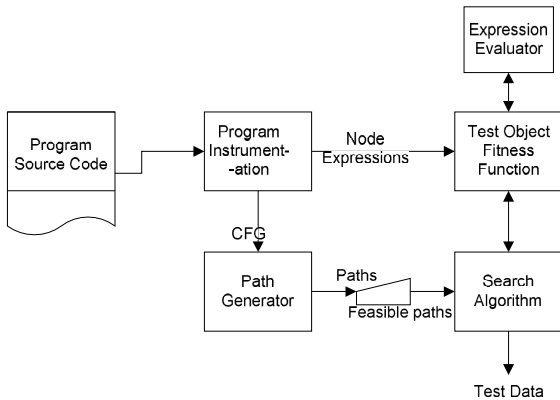 Expression
Evaluator
Program
Source Code
Program
Instrument-
-ation
Node
Expressions
Test Object
Fitness
Function
CFG
Path
Generator
Paths
Feasible paths
Search
Algorithm
Test Data